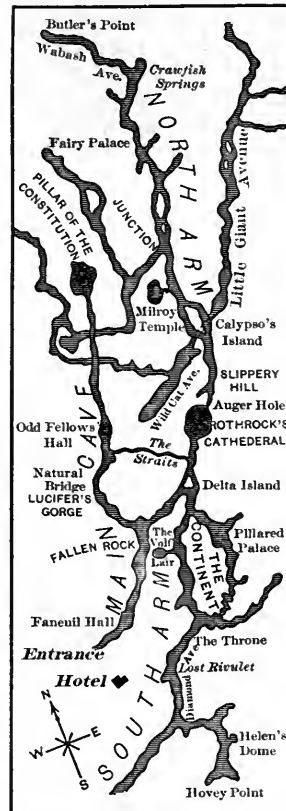 Butler's Point
Wabash
Ave.
Crawfish
Springs
NORTH ARM
Fairy Palace
PILLAR OF THE
CONSTITUTION
JUNCTION
Little Giant Avenue
Milroy
Temple
Calypso's
Island
Wild Cat Ave.
SLIPPERY
HILL
Auger Hole
ROTHROCK'S
CATHEDERAL
Odd Fellows
Hall
The
Straits
MAIN CAVE
Natural
Bridge
LUCIFER'S
GORGE
Delta Island
FALLEN ROCK
The
Wolf
Lair
THE
CONTINENT
Pillared
Palace
Faneuil Hall
The Throne
Entrance
Lost Rivulet
Hotel
SOUTH ARM
Diamond Ave
N
W
E
S
Helen's
Dome
Hovey Point